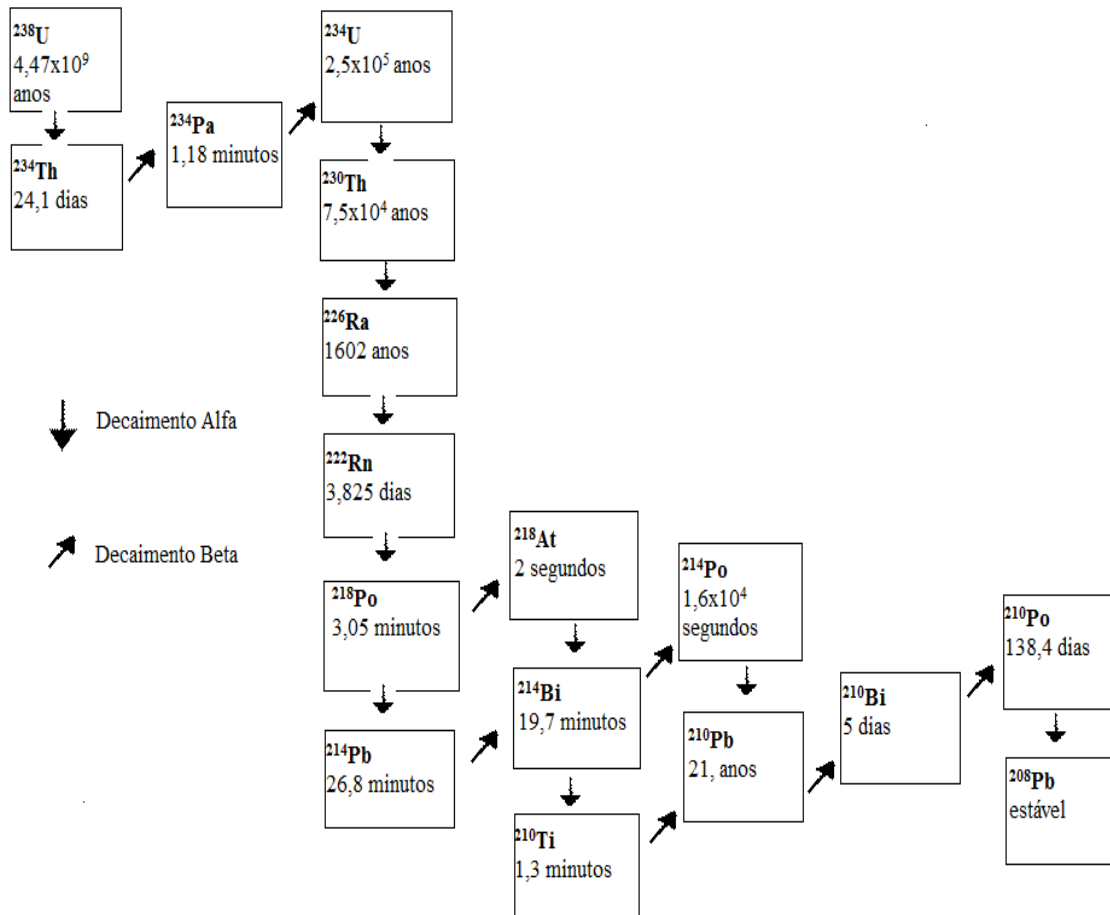 ²³⁸U
4,47x10⁹
anos
²³⁴U
2,5x10⁵ anos
²³⁴Pa
1,18 minutos
²³⁴Th
24,1 dias
²³⁰Th
7,5x10⁴ anos
²²⁶Ra
1602 anos
Decaimento Alfa
²²²Rn
3,825 dias
Decaimento Beta
²¹⁸At
2 segundos
²¹⁴Po
1,6x10⁴
segundos
²¹⁸Po
3,05 minutos
²¹⁰Po
138,4 dias
²¹⁴Bi
19,7 minutos
²¹⁰Bi
5 dias
²¹⁴Pb
26,8 minutos
²¹⁰Pb
21, anos
²⁰⁸Pb
estável
²¹⁰Ti
1,3 minutos